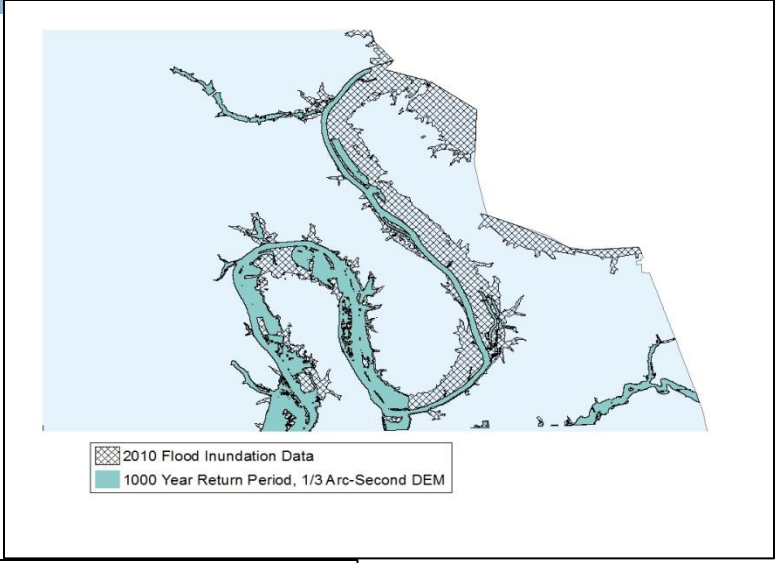 2010 Flood Inundation Data
1000 Year Return Period, 1/3 Arc-Second DEM